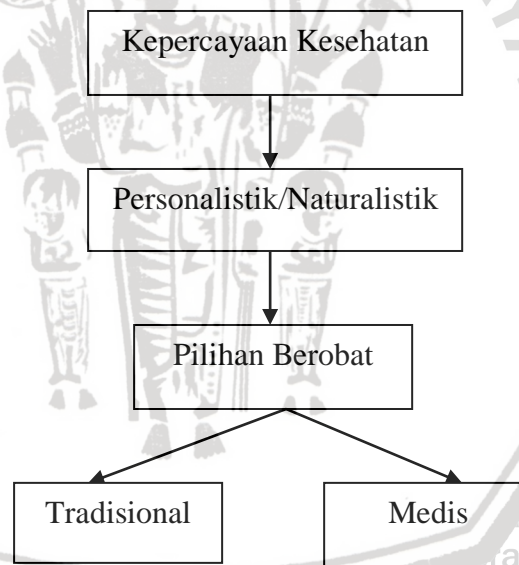 Kepercayaan Kesehatan
Personalistik/Naturalistik
Pilihan Berobat
Tradisional
Medis